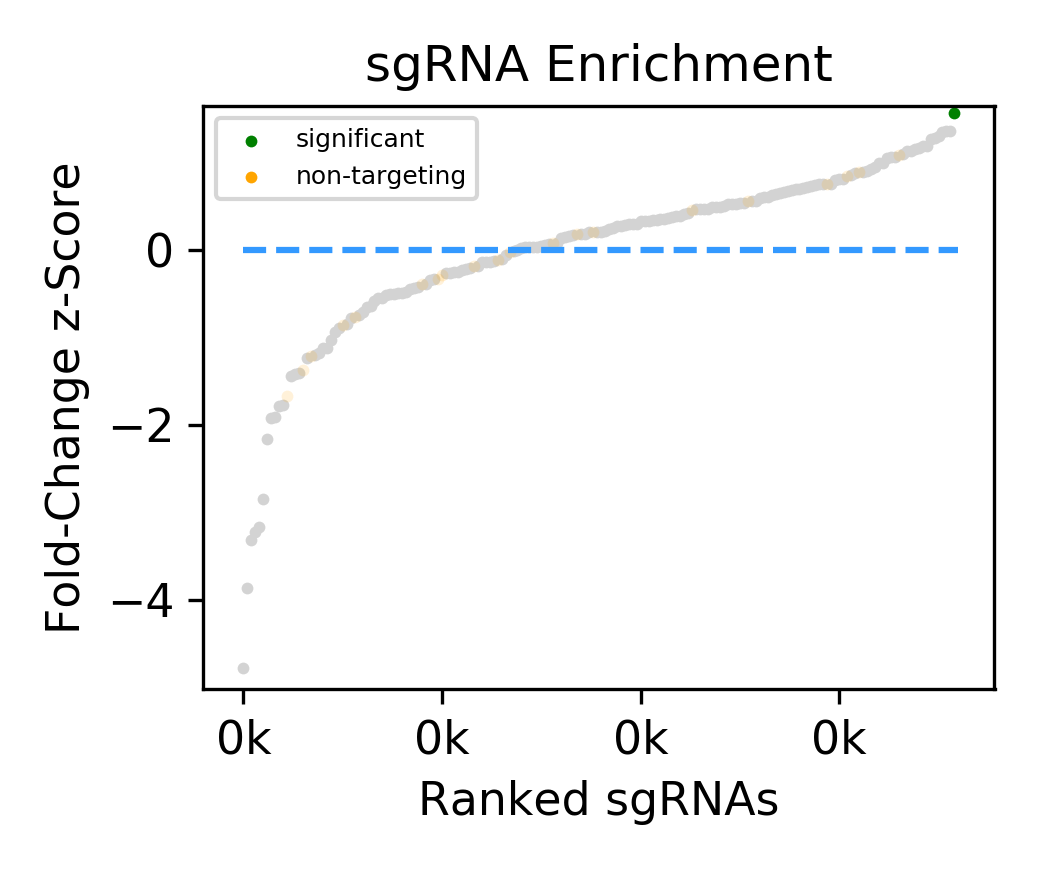 sgRNA Enrichment
significant
non-targeting
Fold-Change z-Score
0
−2
−4
0k 0k 0k 0k
Ranked sgRNAs